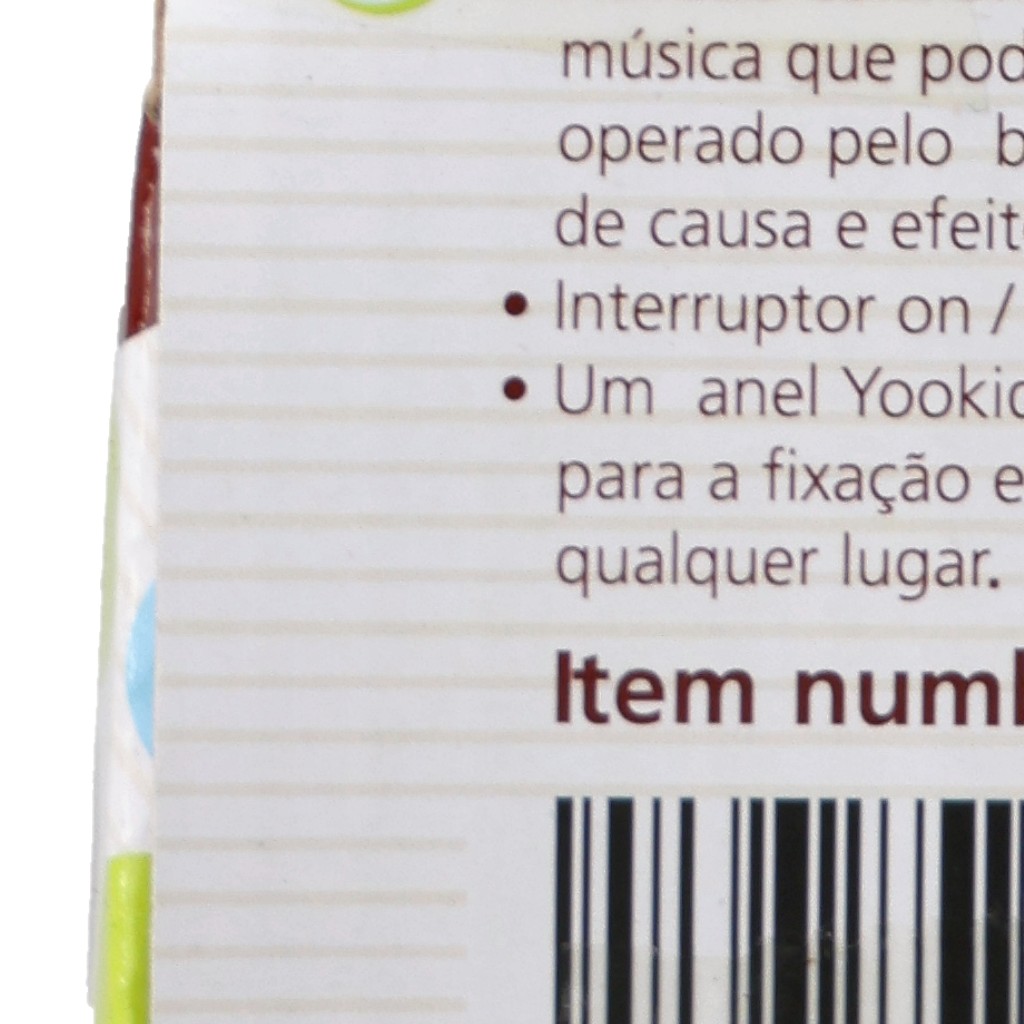 música que pod
operado pelo b
de causa e efeit
• Interruptor on /
• Um anel Yookid
para a fixação e
qualquer lugar.
Item numb